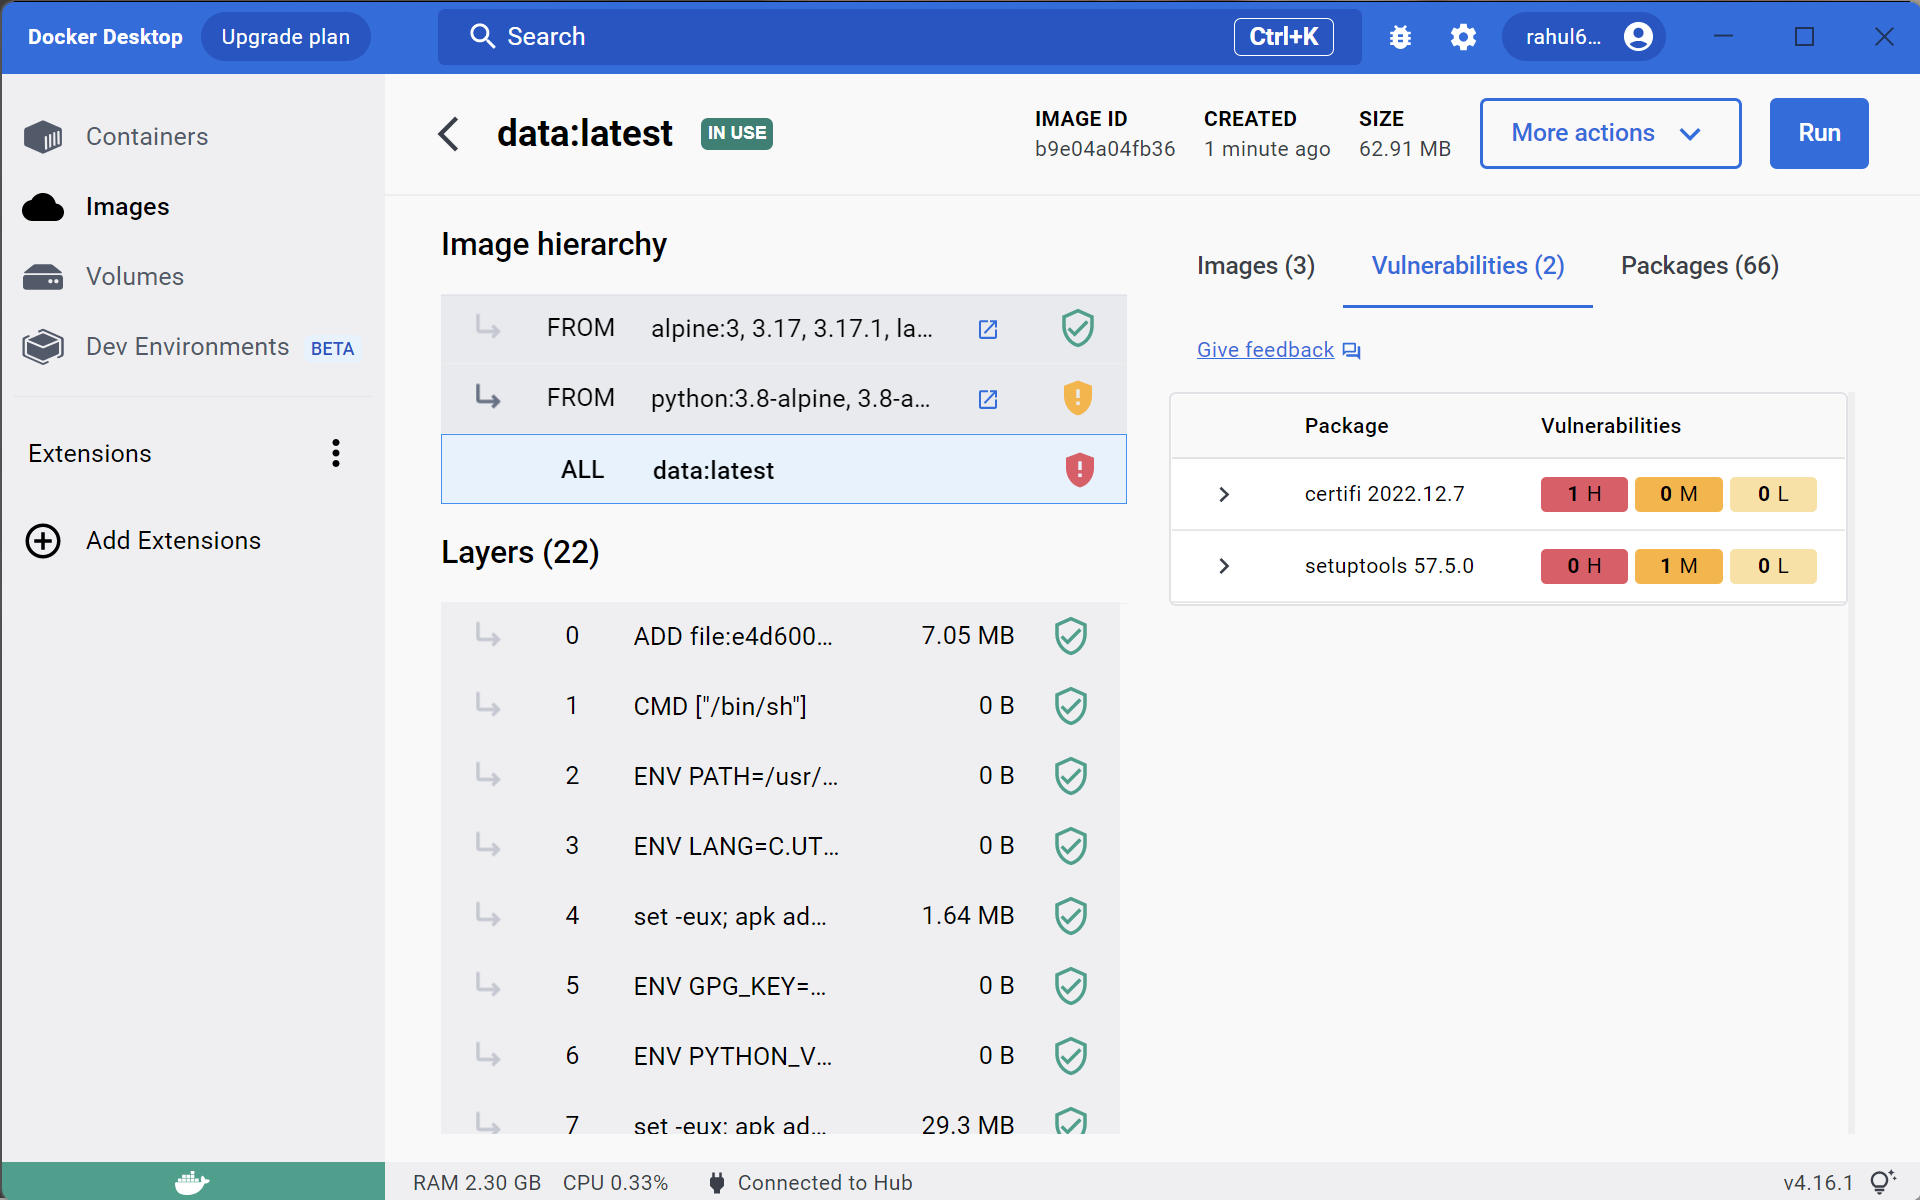 Docker Desktop
Upgrade plan
Search
Ctrl+K
rahul6...
Containers
Images
Volumes
Dev Environments BETA
Extensions
Add Extensions
data:latest IN USE
IMAGE ID
b9e04a04fb36
CREATED
1 minute ago
SIZE
62.91 MB
More actions
Run
Image hierarchy
FROM alpine:3, 3.17, 3.17.1, la...
FROM python:3.8-alpine, 3.8-a...
ALL data:latest
Layers (22)
0 ADD file:e4d600... 7.05 MB
1 CMD ["/bin/sh"] 0 B
2 ENV PATH=/usr/... 0 B
3 ENV LANG=C.UT... 0 B
4 set -eux; apk ad... 1.64 MB
5 ENV GPG_KEY=... 0 B
6 ENV PYTHON_V... 0 B
7 set -eux; apk ad... 29.3 MB
Images (3) Vulnerabilities (2) Packages (66)
Give feedback
Package Vulnerabilities
certifi 2022.12.7 1 H 0 M 0 L
setuptools 57.5.0 0 H 1 M 0 L
RAM 2.30 GB CPU 0.33% Connected to Hub
v4.16.1